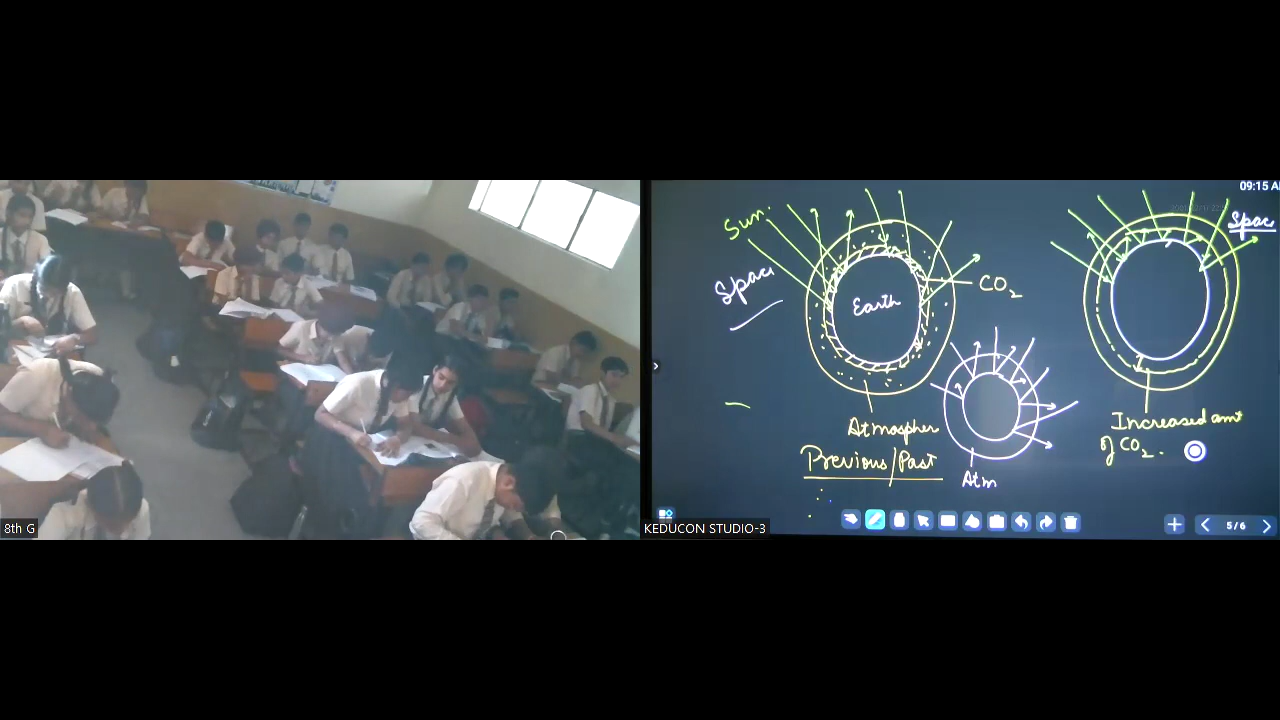 09:15 A
Sun.
Space
Spac
Earth
CO2
Atmospher
Previous/Past
Atm
Increased amt
of CO2.
8th G
KEDUCON STUDIO-3
5/6